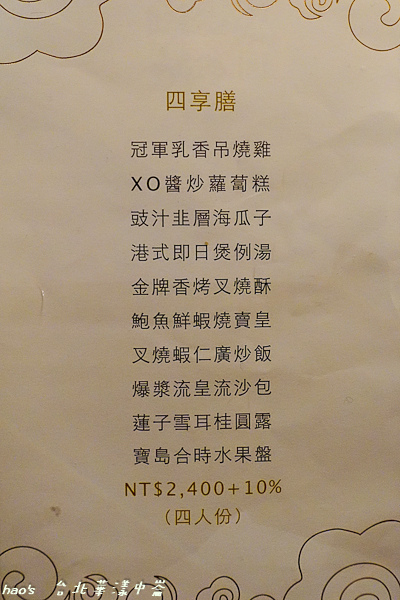 四享膳
冠軍乳香吊燒雞
XO醬炒蘿蔔糕
豉汁韭層海瓜子
港式即日煲例湯
金牌香烤叉燒酥
鮑魚鮮蝦燒賣皇
叉燒蝦仁廣炒飯
爆漿流皇流沙包
蓮子雪耳桂圓露
寶島合時水果盤
NT$2,400+10%
(四人份)
hao's 台北華漾中崙